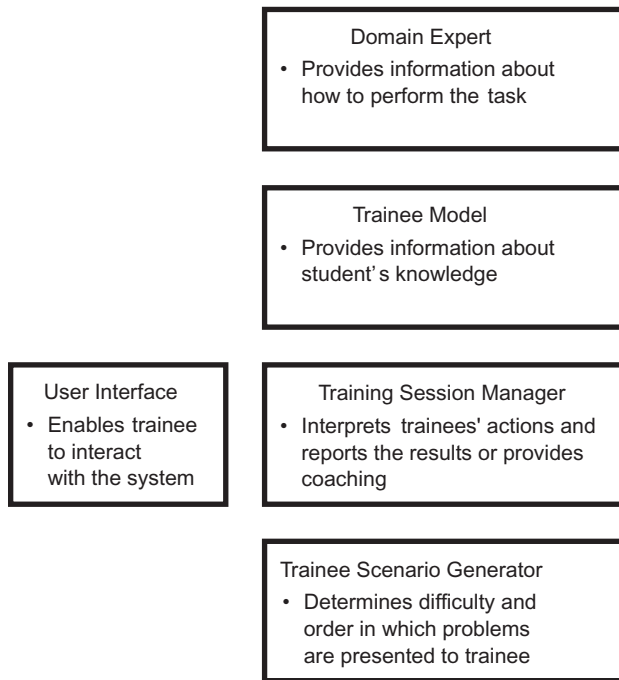 Domain Expert
• Provides information about
how to perform the task
Trainee Model
• Provides information about
student's knowledge
User Interface
• Enables trainee
to interact
with the system
Training Session Manager
• Interprets trainees' actions and
reports the results or provides
coaching
Trainee Scenario Generator
• Determines difficulty and
order in which problems
are presented to trainee